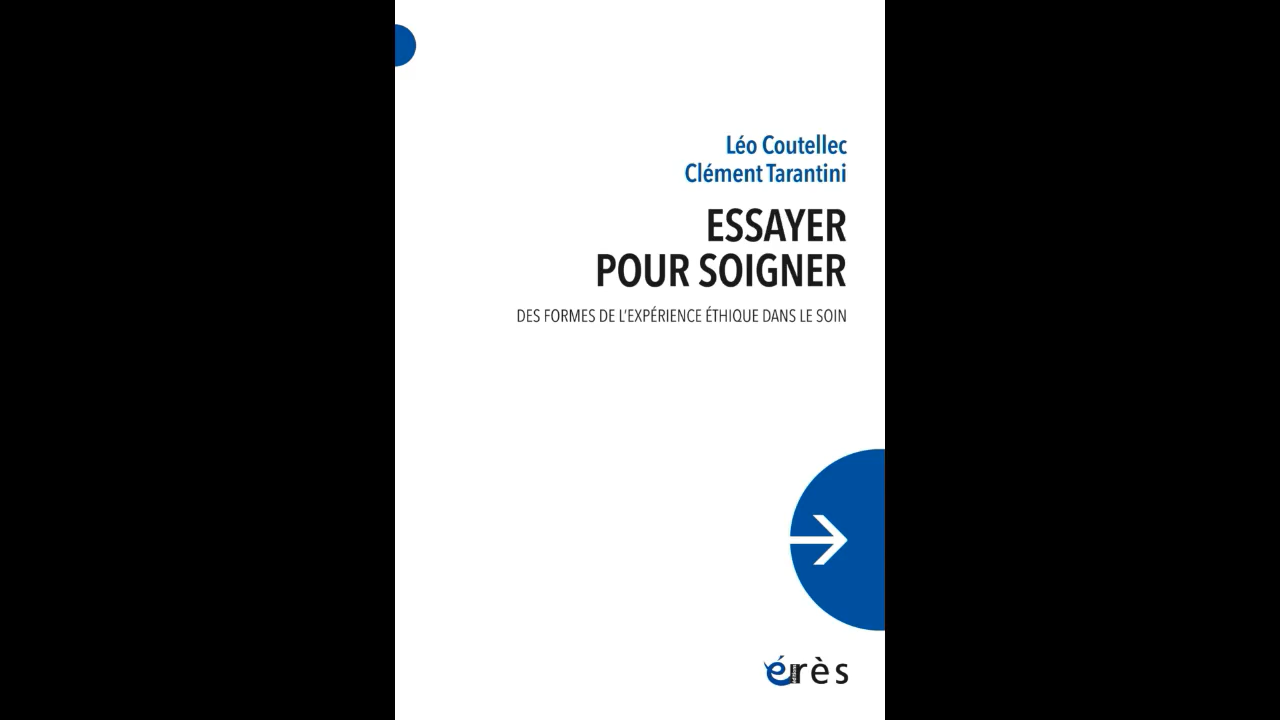 Léo Coutellec
Clément Tarantini
ESSAYER
POUR SOIGNER
DES FORMES DE L'EXPÉRIENCE ÉTHIQUE DANS LE SOIN
érès